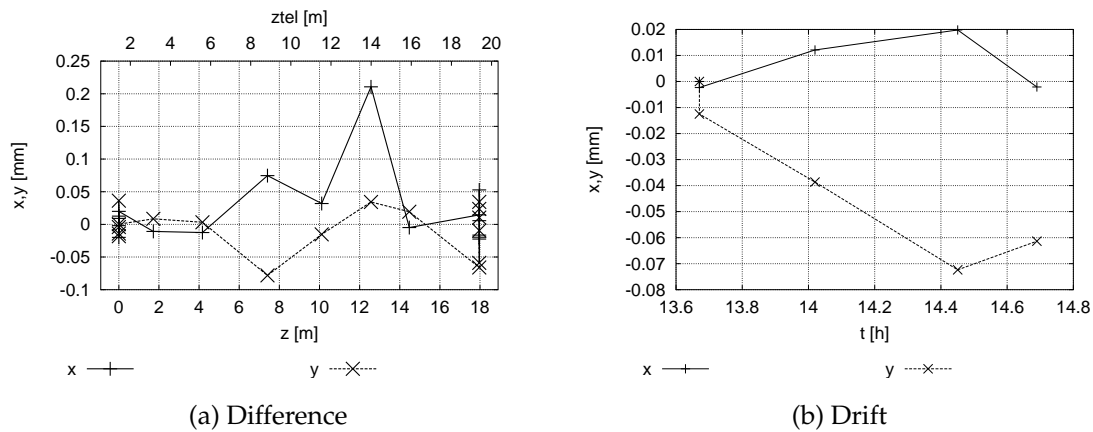 ztel [m]
2 4 6 8 10 12 14 16 18 20
0.25
0.2
0.15
0.1
0.05
0
-0.05
-0.1
x,y [mm]
0 2 4 6 8 10 12 14 16 18
z [m]
x y
(a) Difference
0.02
0.01
0
-0.01
-0.02
-0.03
-0.04
-0.05
-0.06
-0.07
-0.08
x,y [mm]
13.6 13.8 14 14.2 14.4 14.6 14.8
t [h]
x y
(b) Drift